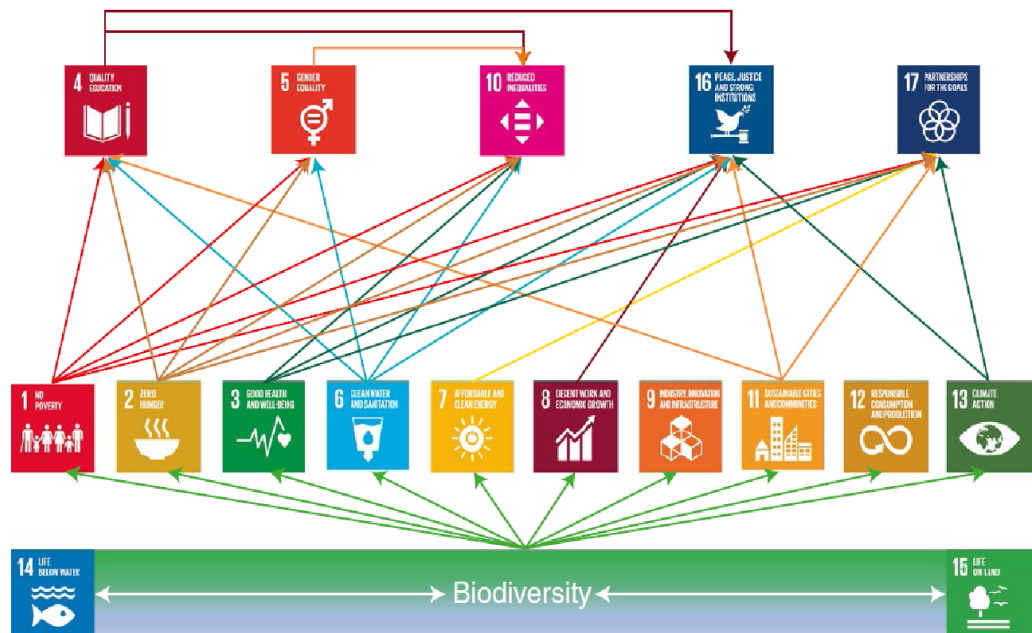 4 QUALITY
EDUCATION
5 GENDER
EQUALITY
10 REDUCED
INEQUALITIES
16 PEACE, JUSTICE
AND STRONG
INSTITUTIONS
17 PARTNERSHIPS
FOR THE GOALS
1 NO
POVERTY
2 ZERO
HUNGER
3 GOOD HEALTH
AND WELL-BEING
6 CLEAN WATER
AND SANITATION
7 AFFORDABLE AND
CLEAN ENERGY
8 DECENT WORK AND
ECONOMIC GROWTH
9 INDUSTRY, INNOVATION
AND INFRASTRUCTURE
11 SUSTAINABLE CITIES
AND COMMUNITIES
12 RESPONSIBLE
CONSUMPTION
AND PRODUCTION
13 CLIMATE
ACTION
14 LIFE
BELOW WATER
Biodiversity
15 LIFE
ON LAND